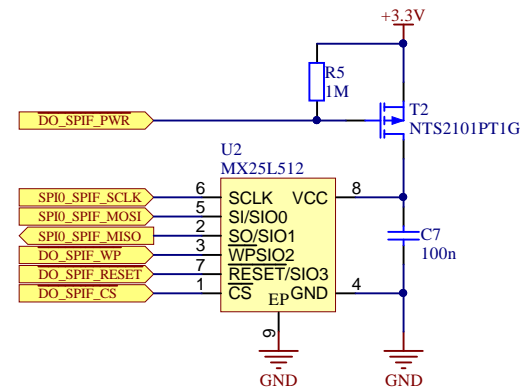 +3.3V
R5
1M
T2
NTS2101PT1G
DO_SPIF_PWR
U2
MX25L512
SPI0_SPIF_SCLK 6 SCLK VCC 8
SPI0_SPIF_MOSI 5 SI/SIO0
SPI0_SPIF_MISO 2 SO/SIO1
DO_SPIF_WP 3 WPSIO2
DO_SPIF_RESET 7 RESET/SIO3
DO_SPIF_CS 1 CS EP GND 4
C7
100n
9
GND
GND